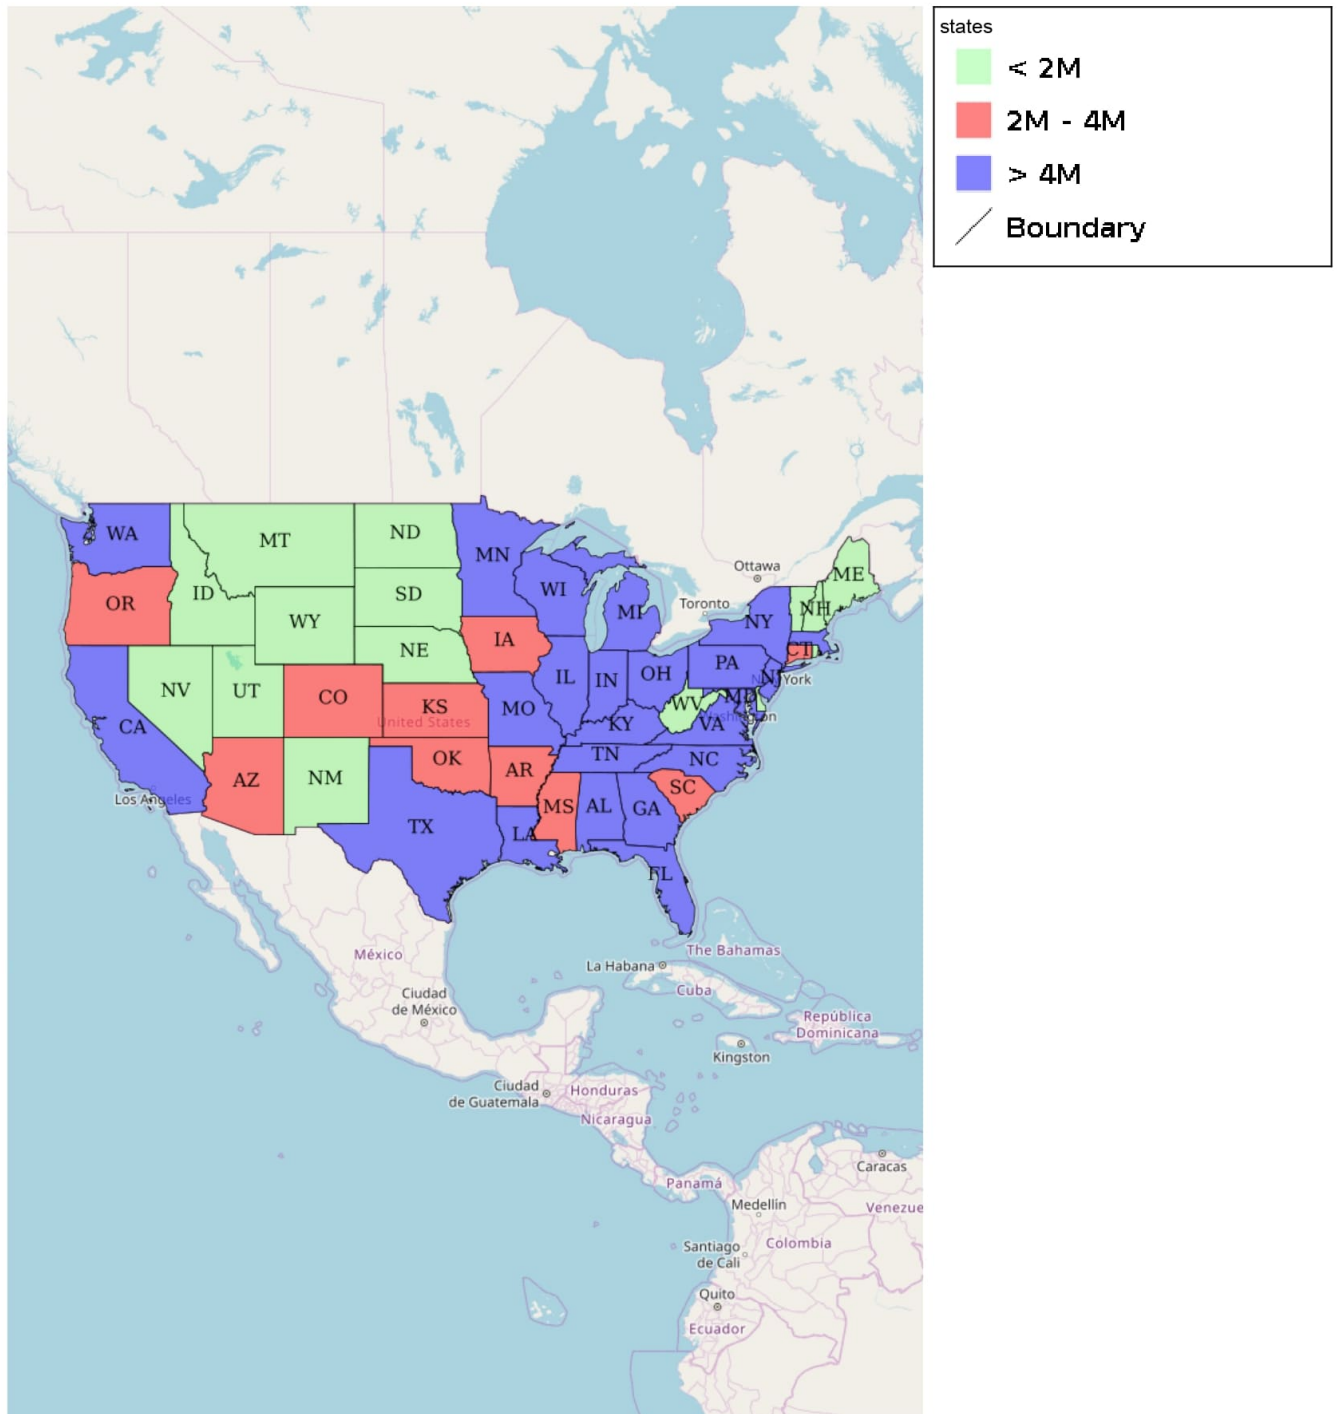 states
< 2M
2M - 4M
> 4M
Boundary
WA
MT
ND
MN
OR
ID
WY
SD
WI
MI
Ottawa
Toronto
ME
NH
NY
IA
NE
CT
PA
NV
UT
CO
KS
United States
MO
IL
IN
OH
WV
VA
KY
CA
Los Angeles
AZ
NM
OK
AR
TN
NC
SC
TX
LA
MS
AL
GA
FL
The Bahamas
La Habana
Cuba
México
Ciudad
de México
República
Dominicana
Kingston
Ciudad
de Guatemala
Honduras
Nicaragua
Panamá
Caracas
Medellín
Venezue
Santiago
de Cali
Colombia
Quito
Ecuador